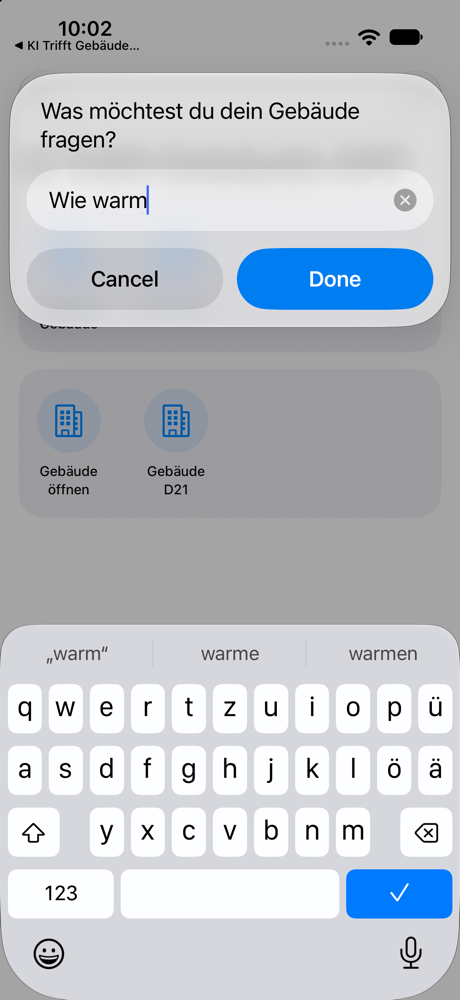 10:02
◀ KI Trifft Gebäude...
Was möchtest du dein Gebäude
fragen?
Wie warm
Cancel
Done
Gebäude
Gebäude
öffnen
Gebäude
D21
„warm“
warme
warmen
q w e r t z u i o p ü
a s d f g h j k l ö ä
y x c v b n m
123